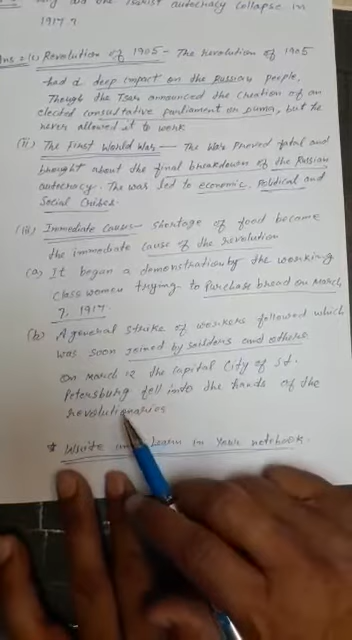 did the Tsarist autocracy collapse in
1917?
Ans = (i) Revolution of 1905 - The Revolution of 1905
had a deep impact on the Russian People,
Though the Tsar announced the creation of an
elected consultative parliament or Duma, but he
never allowed it to work
(ii) The First World War - The War Proved fatal and
brought about the final breakdown of the Russian
autocracy. The war led to economic, Political and
Social Crises.
(iii) Immediate Causes - shortage of food became
the immediate cause of the revolution
(a) It began a demonstration by the working
class women trying to Purchase bread on March
7, 1917.
(b) A general strike of workers followed which
was soon joined by soldiers and others
On March 12 the capital City of St.
Petersburg fell into the hands of the
revolutionaries
* Write and Learn in your notebook.